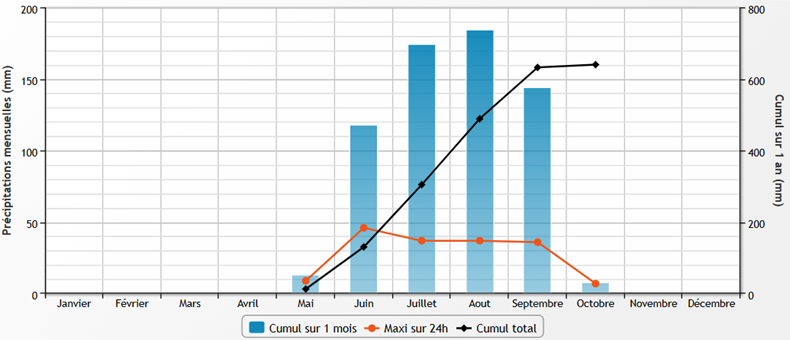 200
150
100
50
0
Précipitations mensuelles (mm)
800
600
400
200
0
Cumul sur 1 an (mm)
Janvier Février Mars Avril Mai Juin Juillet Aout Septembre Octobre Novembre Décembre
Cumul sur 1 mois Maxi sur 24h Cumul total